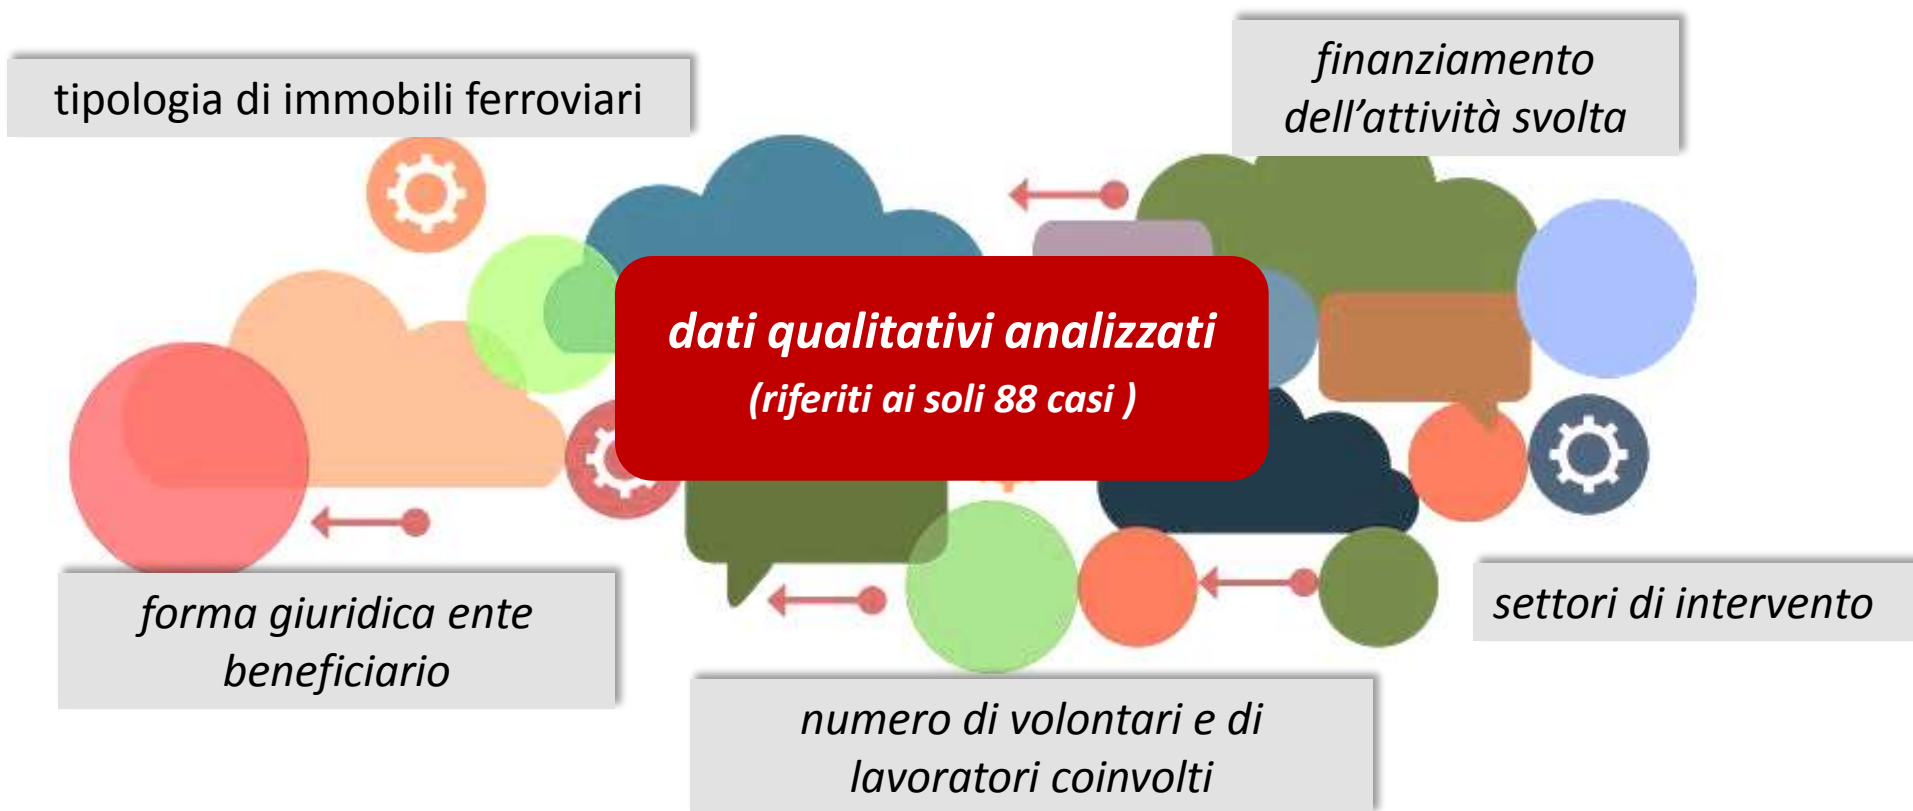 tipologia di immobili ferroviari
finanziamento
dell’attività svolta
dati qualitativi analizzati
(riferiti ai soli 88 casi )
forma giuridica ente
beneficiario
numero di volontari e di
lavoratori coinvolti
settori di intervento